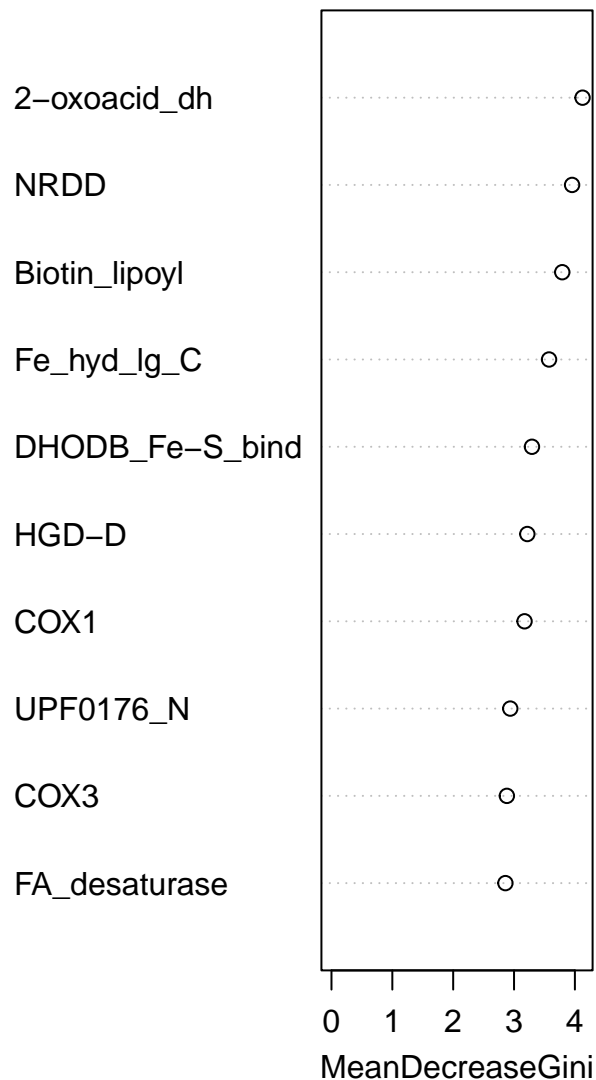 2−oxoacid_dh
NRDD
Biotin_lipoyl
Fe_hyd_lg_C
DHODB_Fe−S_bind
HGD−D
COX1
UPF0176_N
COX3
FA_desaturase
0 1 2 3 4
MeanDecreaseGini